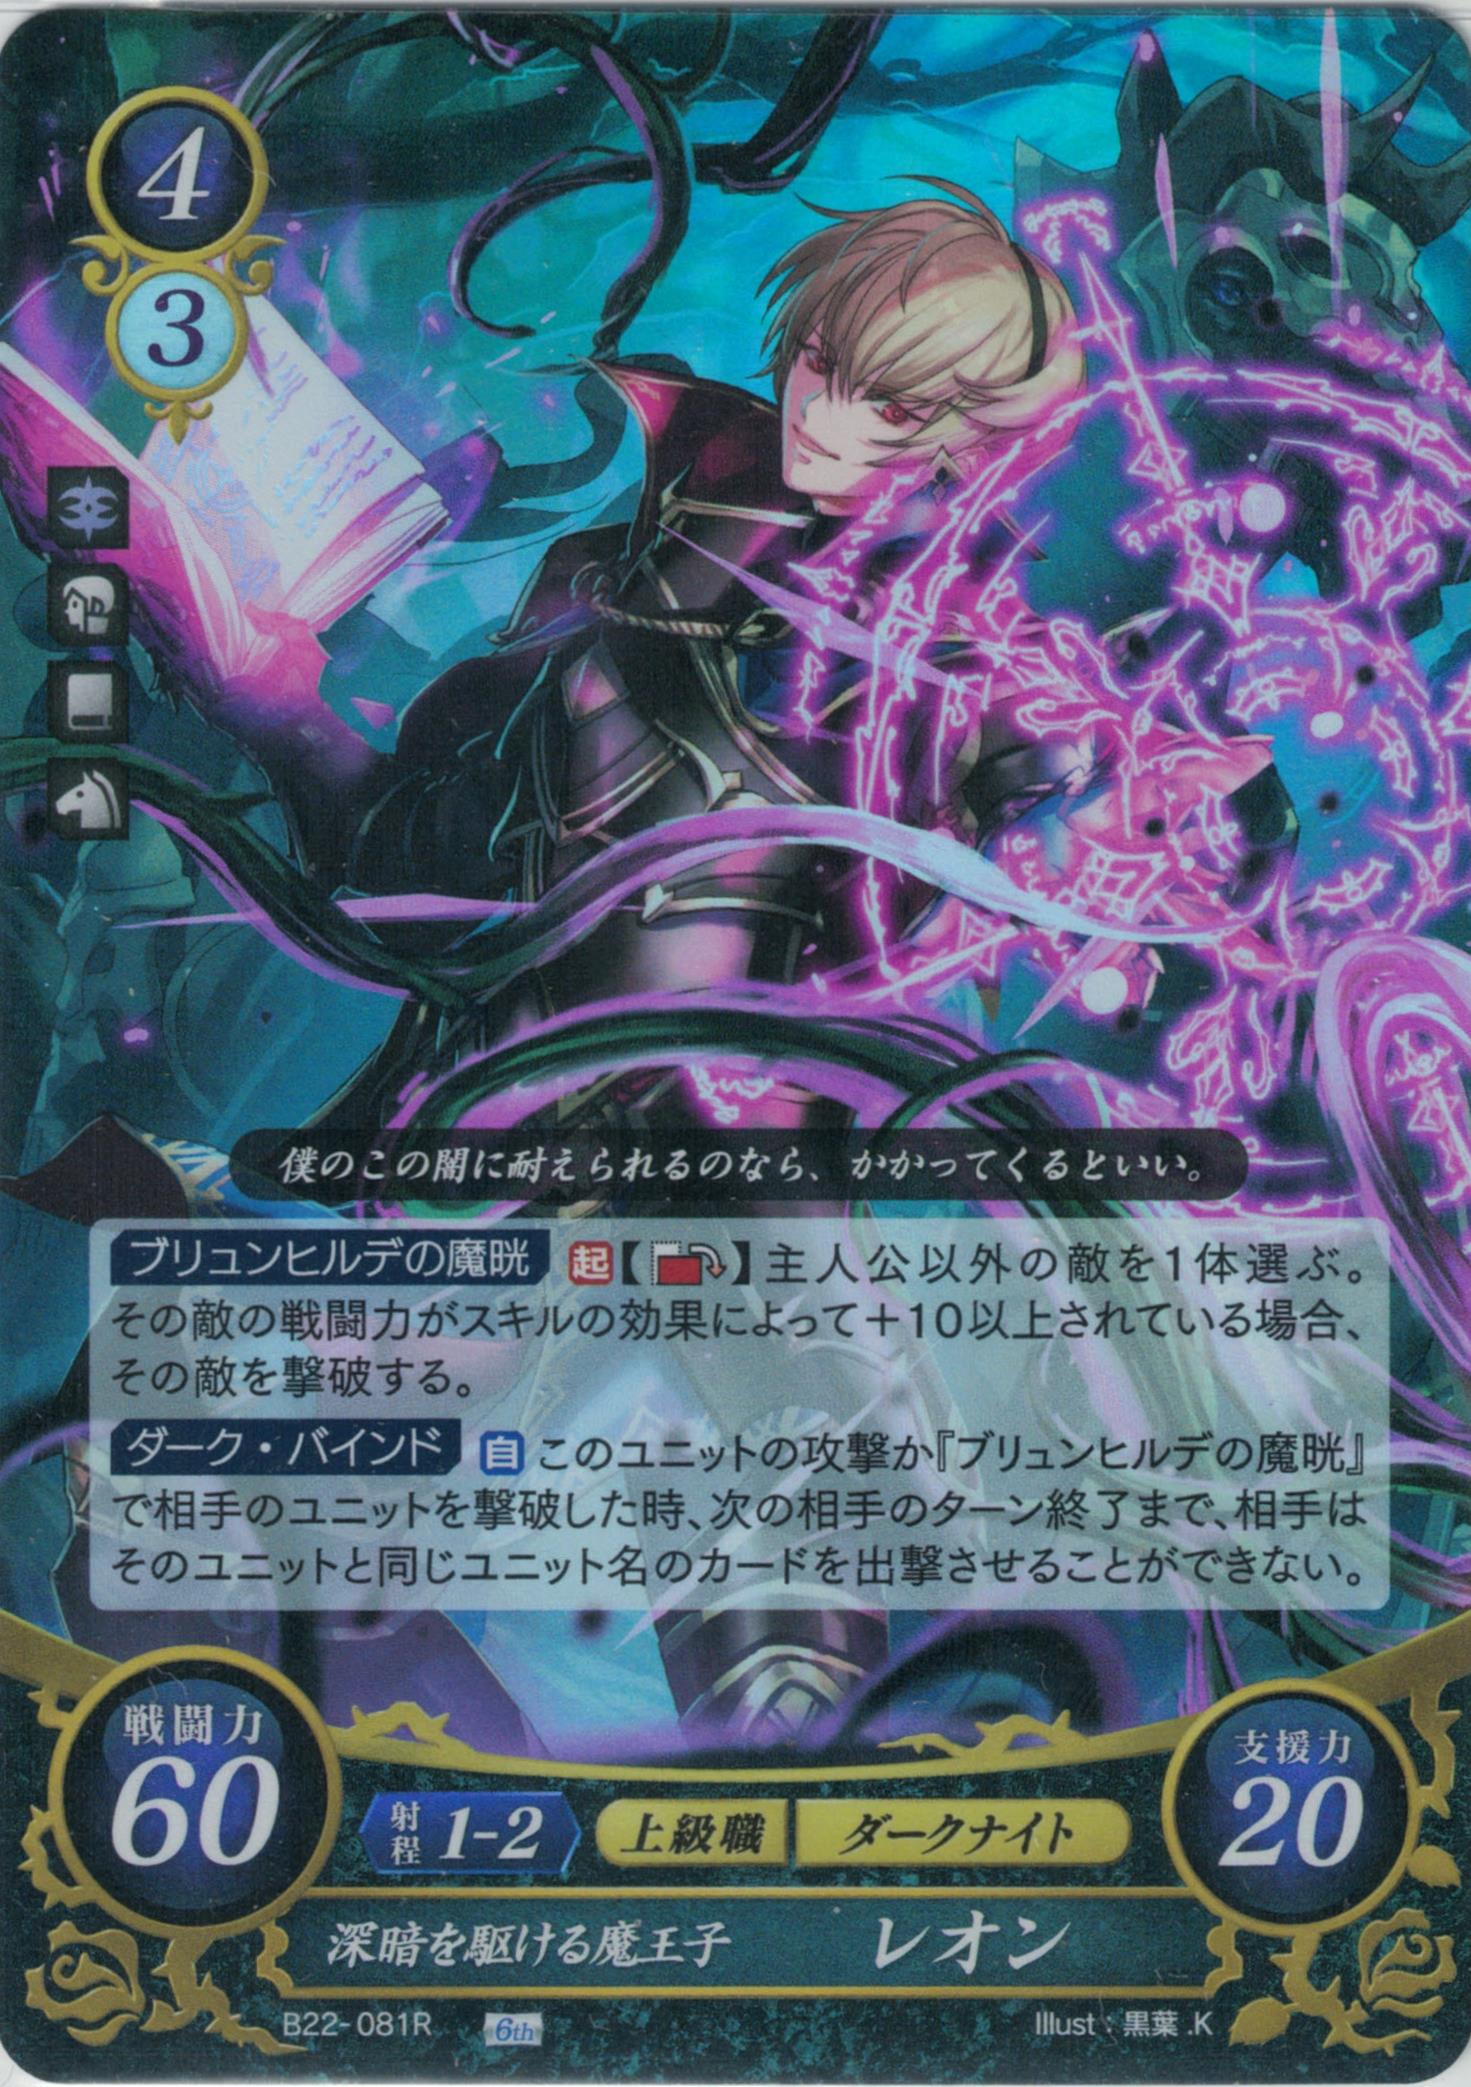 4
3
僕のこの闇に耐えられるのなら、かかってくるといい。
ブリュンヒルデの魔晄 起【】主人公以外の敵を1体選ぶ。
その敵の戦闘力がスキルの効果によって＋10以上されている場合、
その敵を撃破する。
ダーク・バインド 自 このユニットの攻撃か『ブリュンヒルデの魔晄』
で相手のユニットを撃破した時、次の相手のターン終了まで、相手は
そのユニットと同じユニット名のカードを出撃させることができない。
戦闘力
60
射程 1-2
上級職 ダークナイト
支援力
20
深暗を駆ける魔王子 レオン
B22-081R 6th Illust：黒葉.K